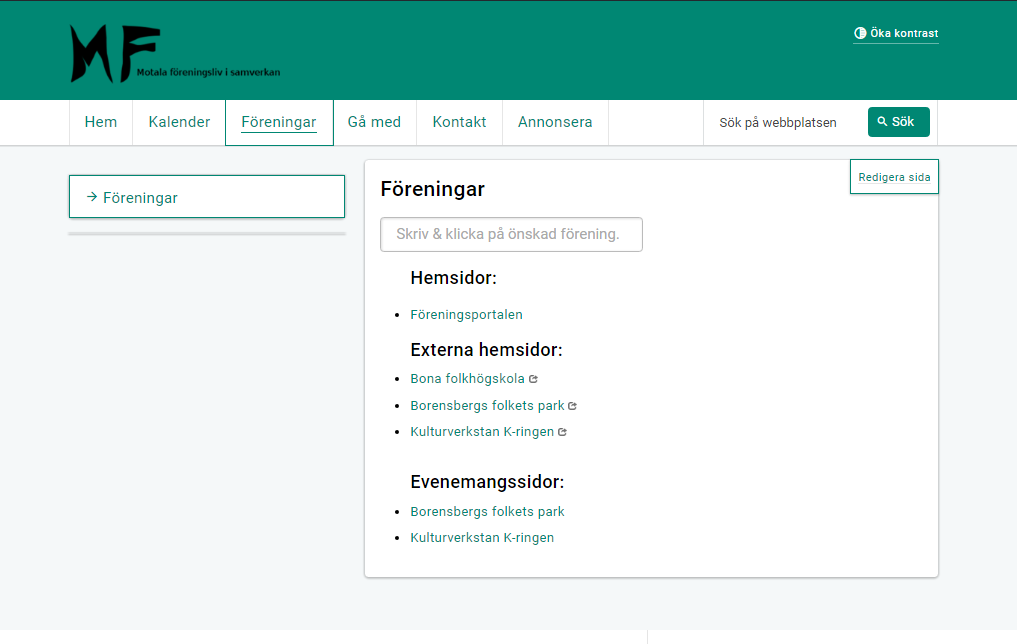 MF
Motala föreningsliv i samverkan
Öka kontrast
Hem Kalender Föreningar Gå med Kontakt Annonsera Sök på webbplatsen Sök
→ Föreningar
Föreningar
Redigera sida
Skriv & klicka på önskad förening.
Hemsidor:
• Föreningsportalen
Externa hemsidor:
• Bona folkhögskola
• Borensbergs folkets park
• Kulturverkstan K-ringen
Evenemangssidor:
• Borensbergs folkets park
• Kulturverkstan K-ringen